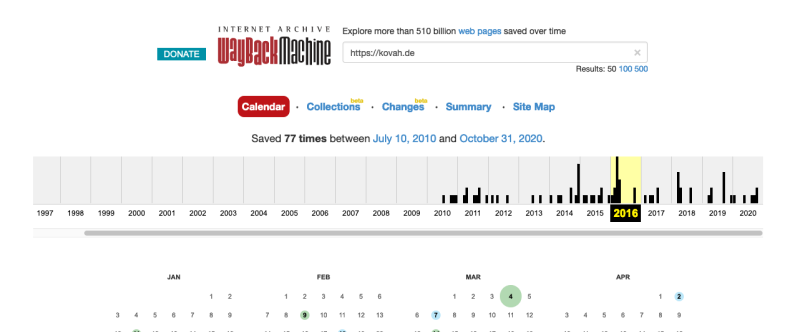 INTERNET ARCHIVE
Explore more than 510 billion web pages saved over time
DONATE
WayBackMachine
https://kovah.de ×
Results: 50 100 500
Calendar · Collections beta · Changes beta · Summary · Site Map
Saved 77 times between July 10, 2010 and October 31, 2020.
1997 1998 1999 2000 2001 2002 2003 2004 2005 2006 2007 2008 2009 2010 2011 2012 2013 2014 2015 2016 2017 2018 2019 2020
JAN FEB MAR APR
1 2 1 2 3 4 5 6 1 2 3 4 5 1 2
3 4 5 6 7 8 9 7 8 9 10 11 12 13 6 7 8 9 10 11 12 3 4 5 6 7 8 9